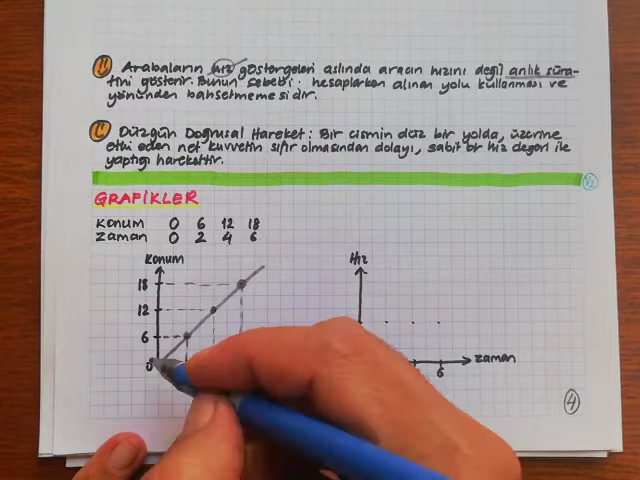 Arabaların hız göstergeleri aslında aracın hızını değil anlık süra-
tini gösterir. Bunun sebebi: hesaplarken alınan yolu kullanması ve
yönünden bahsetmemesidir.
Düzgün Doğrusal Hareket: Bir cismin düz bir yolda, üzerine
etki eden net kuvvetin sıfır olmasından dolayı, sabit bir hız değeri ile
yaptığı harekettir.
GRAFİKLER
Konum 0 6 12 18
Zaman 0 2 4 6
Konum
18
12
6
0
Hız
6
zaman
4